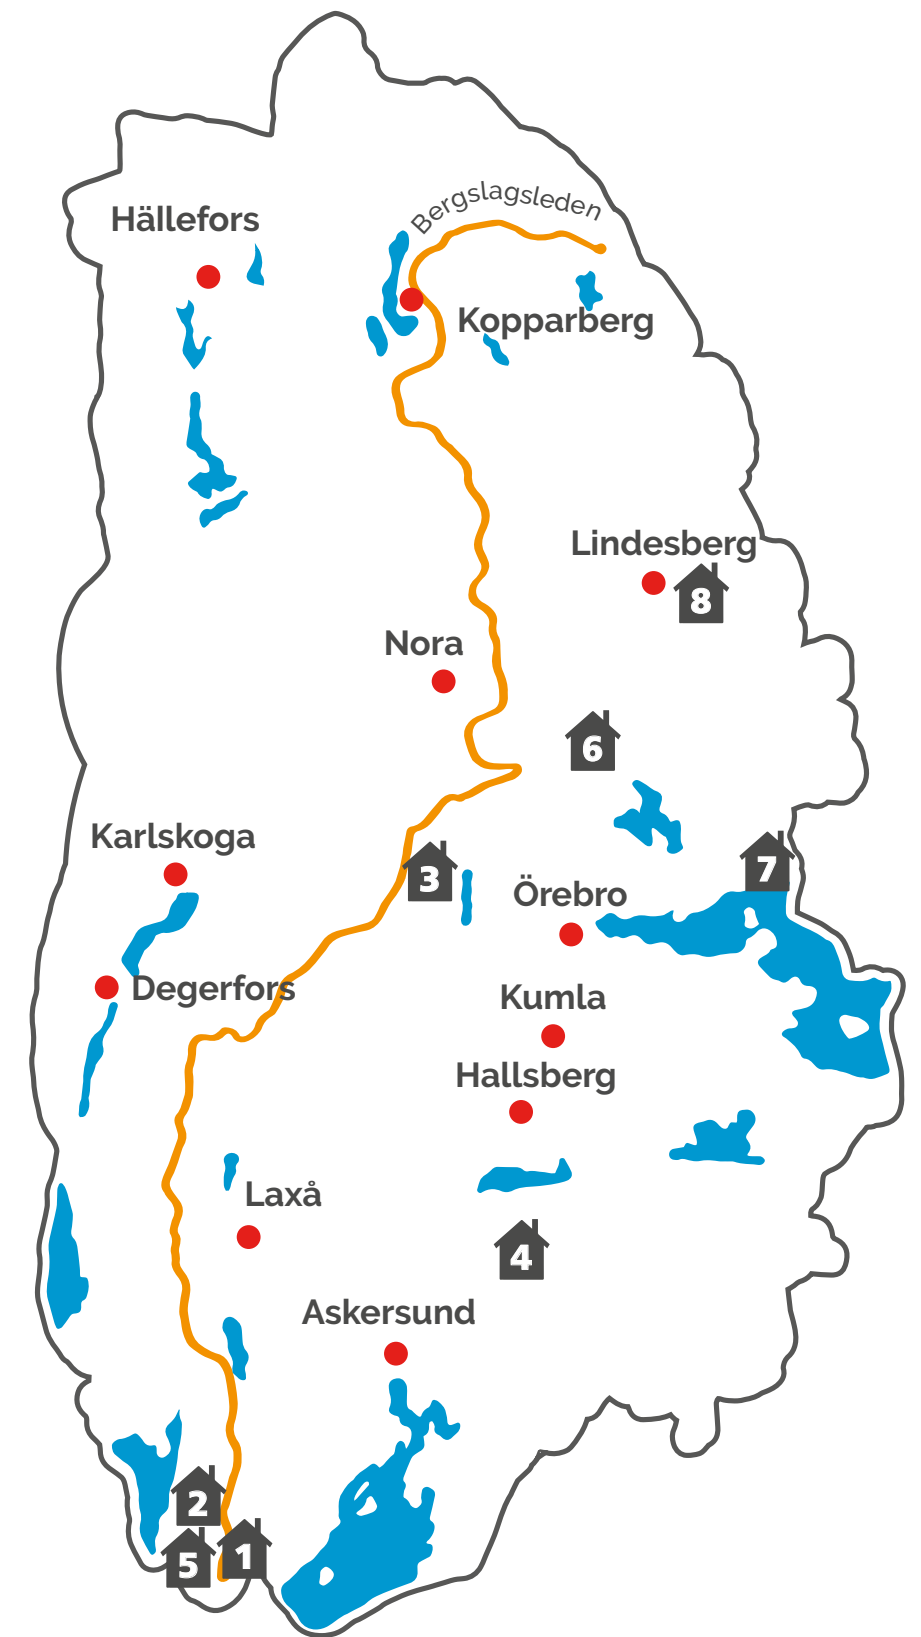 Bergslagsleden
Hällefors
Kopparberg
Lindesberg
8
Nora
6
Karlskoga
3
7
Örebro
Degerfors
Kumla
Hallsberg
Laxå
4
Askersund
2
5
1